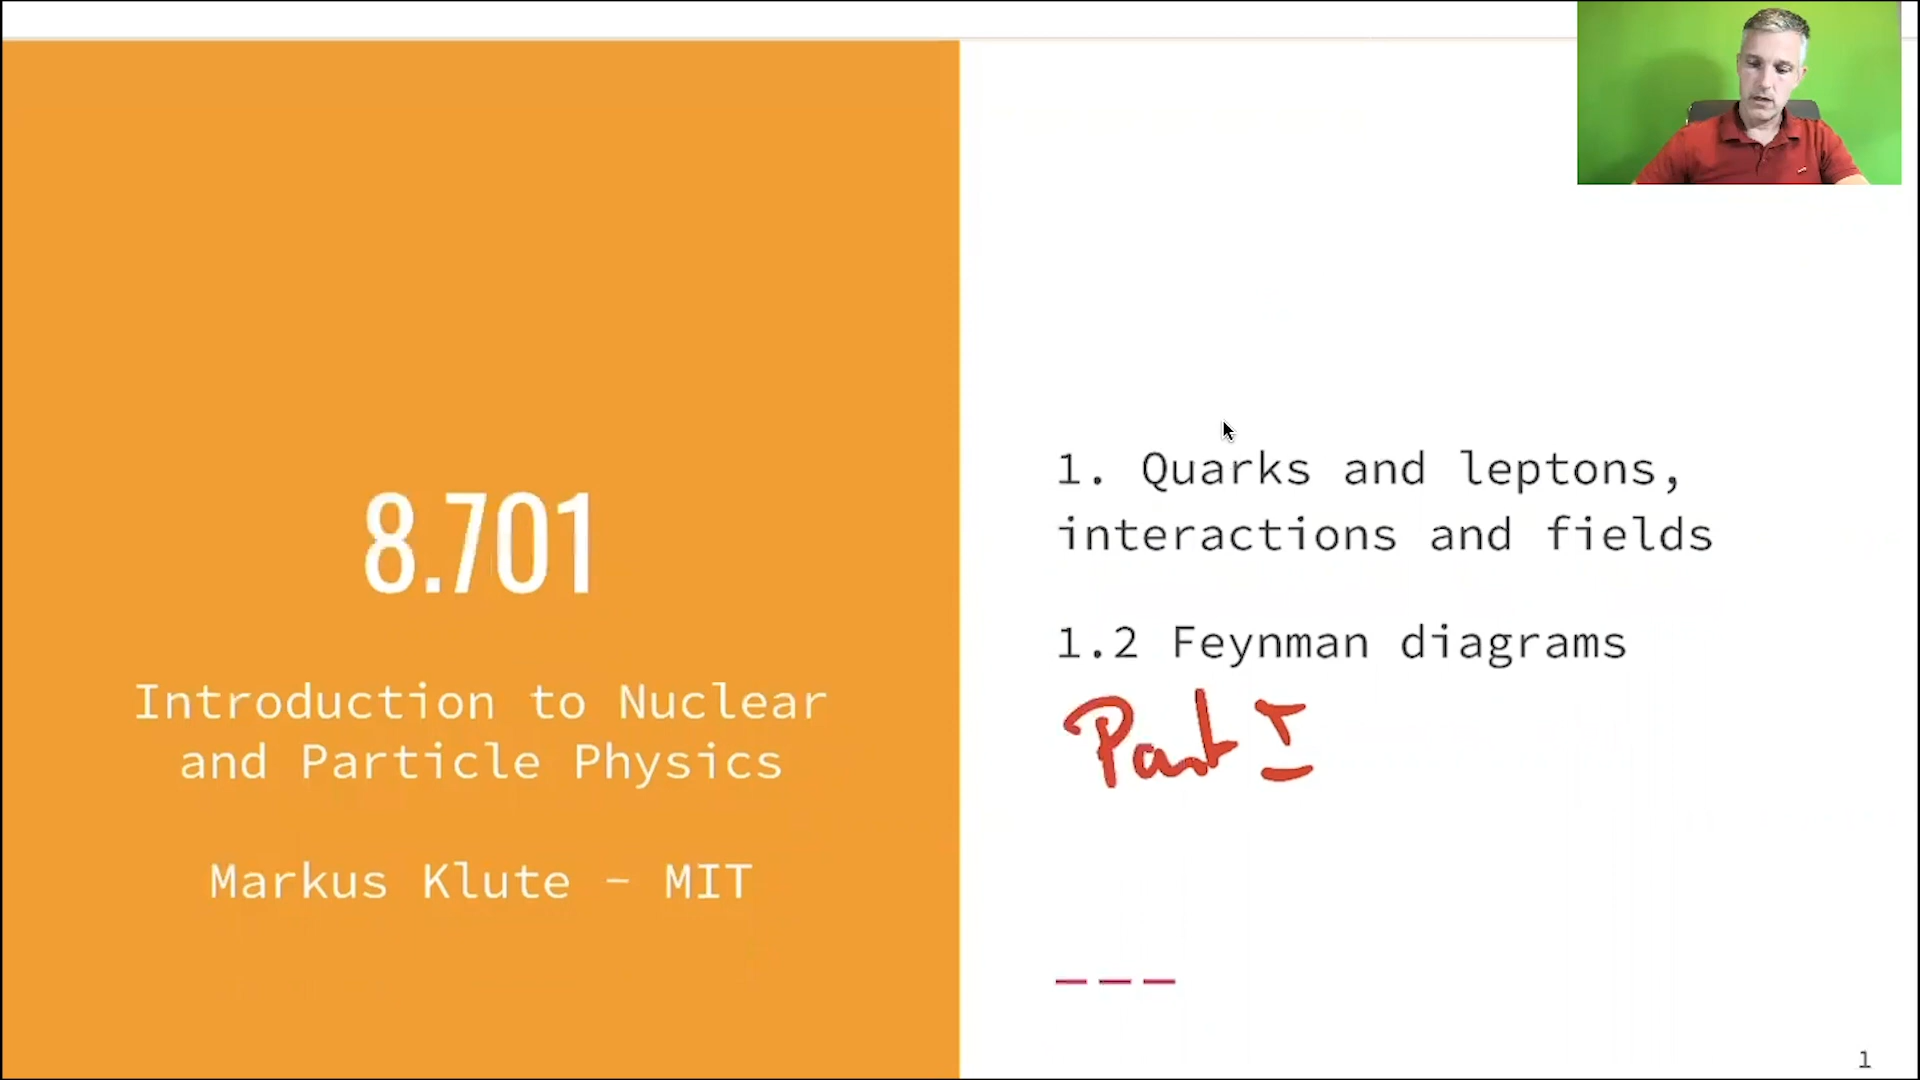 8.701
Introduction to Nuclear
and Particle Physics
Markus Klute - MIT
1. Quarks and leptons,
interactions and fields
1.2 Feynman diagrams
Part I
1